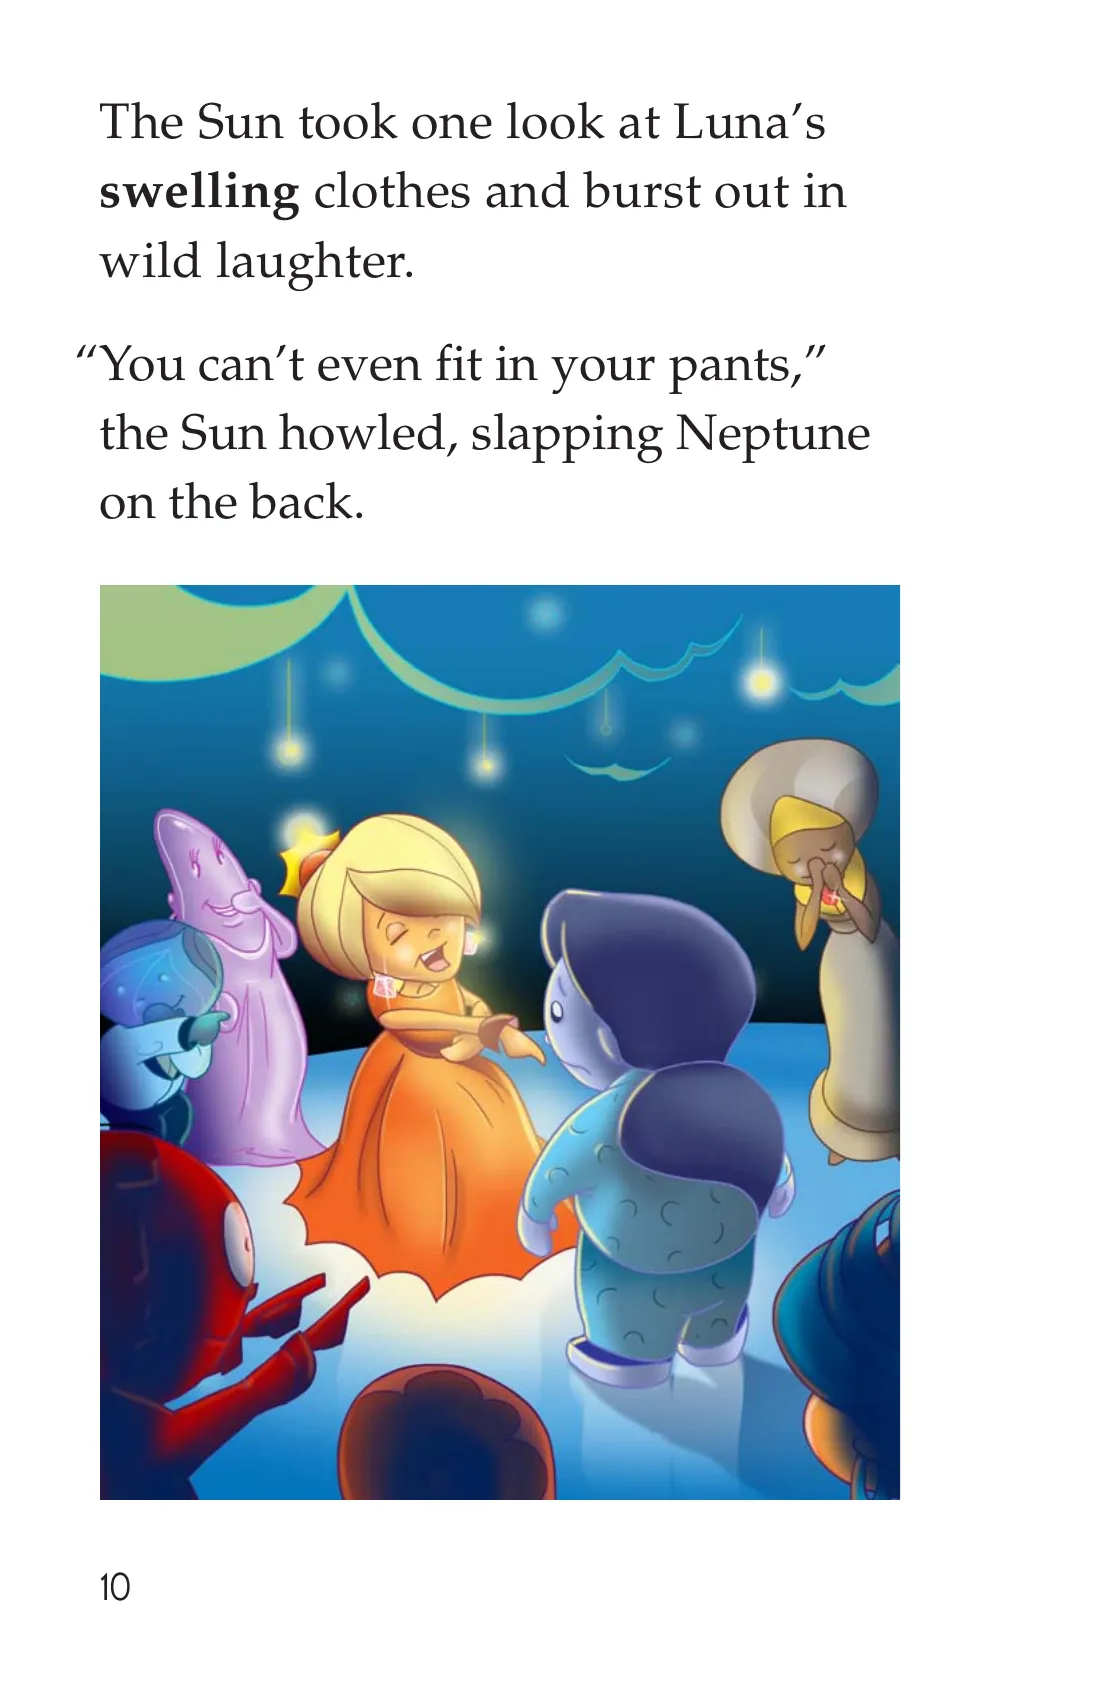 The Sun took one look at Luna’s
swelling clothes and burst out in
wild laughter.
“You can’t even fit in your pants,”
the Sun howled, slapping Neptune
on the back.
10